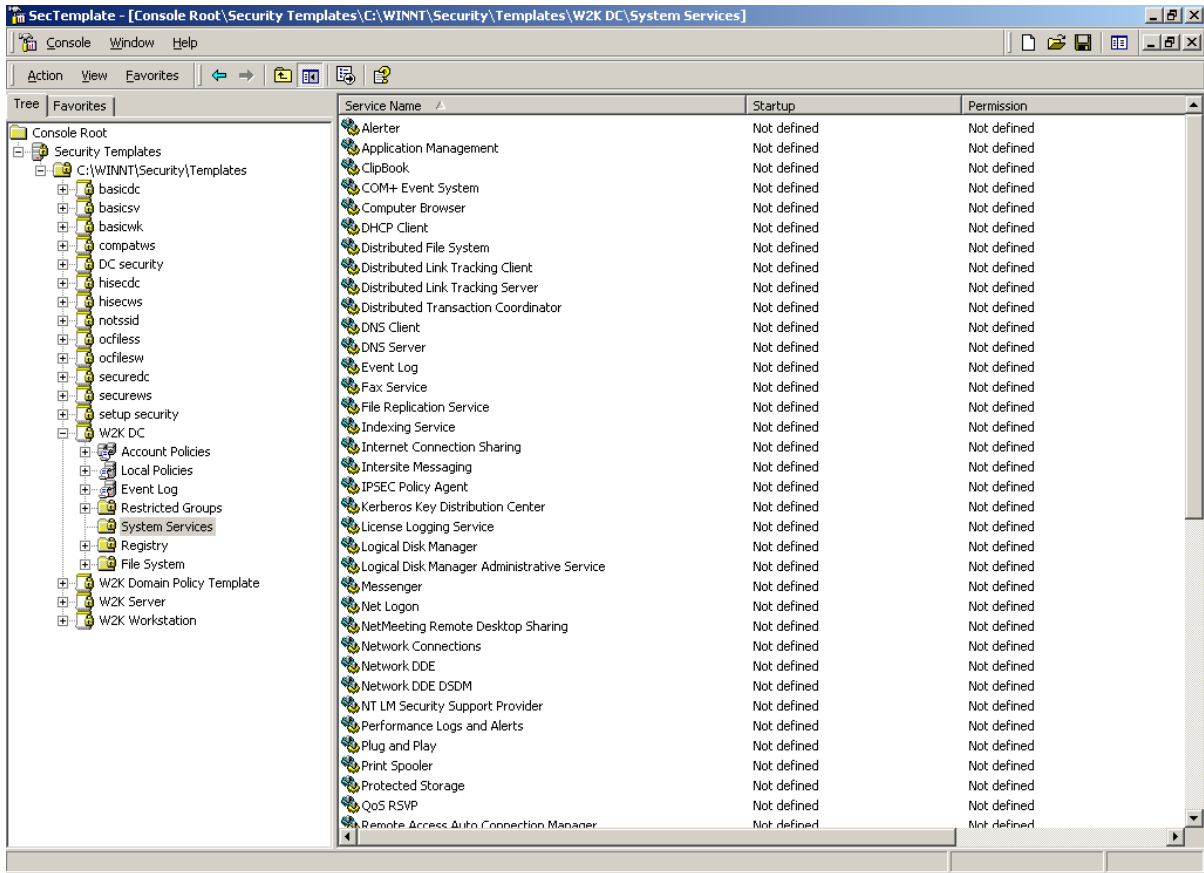 SecTemplate - [Console Root\Security Templates\C:\WINNT\Security\Templates\W2K DC\System Services]
Console Window Help
Action View Favorites
Tree Favorites
Console Root
Security Templates
C:\WINNT\Security\Templates
basicdc
basicsv
basicwk
compatws
DC security
hisecdc
hisecws
notssid
ocfiless
ocfilesw
securedc
securews
setup security
W2K DC
Account Policies
Local Policies
Event Log
Restricted Groups
System Services
Registry
File System
W2K Domain Policy Template
W2K Server
W2K Workstation
Service Name Startup Permission
Alerter Not defined Not defined
Application Management Not defined Not defined
ClipBook Not defined Not defined
COM+ Event System Not defined Not defined
Computer Browser Not defined Not defined
DHCP Client Not defined Not defined
Distributed File System Not defined Not defined
Distributed Link Tracking Client Not defined Not defined
Distributed Link Tracking Server Not defined Not defined
Distributed Transaction Coordinator Not defined Not defined
DNS Client Not defined Not defined
DNS Server Not defined Not defined
Event Log Not defined Not defined
Fax Service Not defined Not defined
File Replication Service Not defined Not defined
Indexing Service Not defined Not defined
Internet Connection Sharing Not defined Not defined
Intersite Messaging Not defined Not defined
IPSEC Policy Agent Not defined Not defined
Kerberos Key Distribution Center Not defined Not defined
License Logging Service Not defined Not defined
Logical Disk Manager Not defined Not defined
Logical Disk Manager Administrative Service Not defined Not defined
Messenger Not defined Not defined
Net Logon Not defined Not defined
NetMeeting Remote Desktop Sharing Not defined Not defined
Network Connections Not defined Not defined
Network DDE Not defined Not defined
Network DDE DSDM Not defined Not defined
NT LM Security Support Provider Not defined Not defined
Performance Logs and Alerts Not defined Not defined
Plug and Play Not defined Not defined
Print Spooler Not defined Not defined
Protected Storage Not defined Not defined
QoS RSVP Not defined Not defined
Remote Access Auto Connection Manager Not defined Not defined